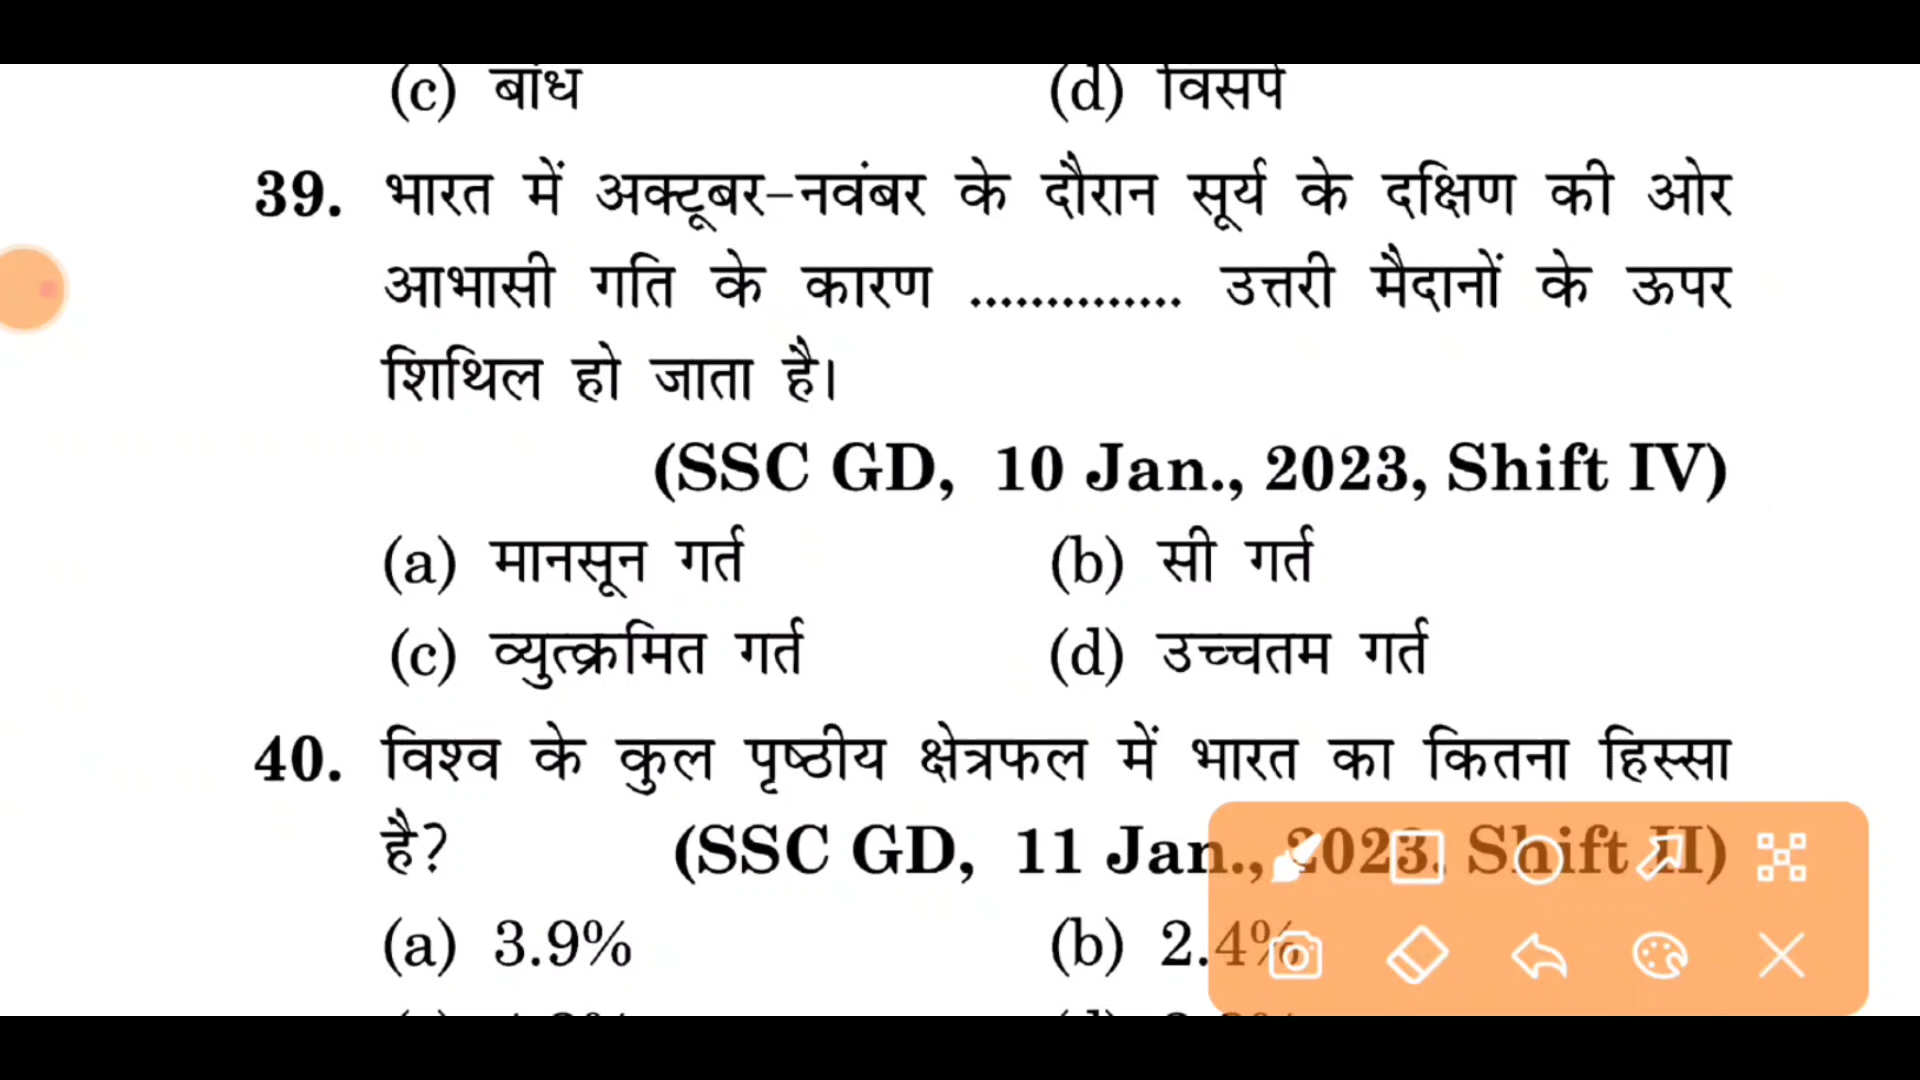 (c) बांध (d) विसर्प
39. भारत में अक्टूबर–नवंबर के दौरान सूर्य के दक्षिण की ओर
आभासी गति के कारण .............. उत्तरी मैदानों के ऊपर
शिथिल हो जाता है।
(SSC GD, 10 Jan., 2023, Shift IV)
(a) मानसून गर्त (b) सी गर्त
(c) व्युत्क्रमित गर्त (d) उच्चतम गर्त
40. विश्व के कुल पृष्ठीय क्षेत्रफल में भारत का कितना हिस्सा
है? (SSC GD, 11 Jan., 2023, Shift II)
(a) 3.9% (b) 2.4%